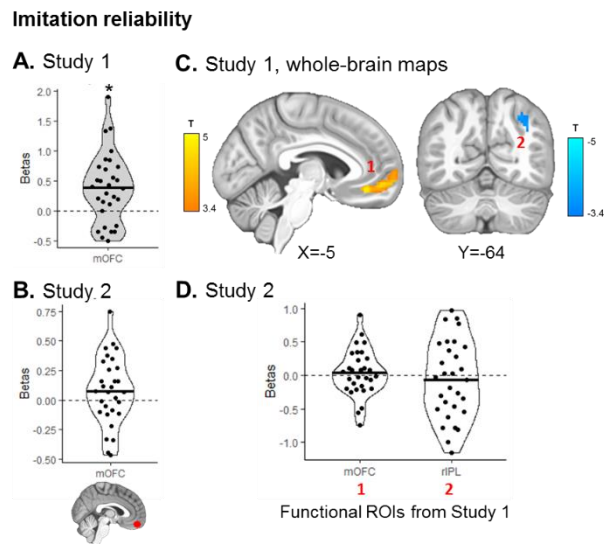 Imitation reliability
A. Study 1
*
2.0
1.5
1.0
0.5
0.0
-0.5
Betas
mOFC
C. Study 1, whole-brain maps
T
5
3.4
1
X=-5
2
Y=-64
T
-5
-3.4
B. Study 2
0.75
0.50
0.25
0.00
-0.25
-0.50
Betas
mOFC
D. Study 2
1.0
0.5
0.0
-0.5
-1.0
Betas
mOFC rIPL
1 2
Functional ROIs from Study 1